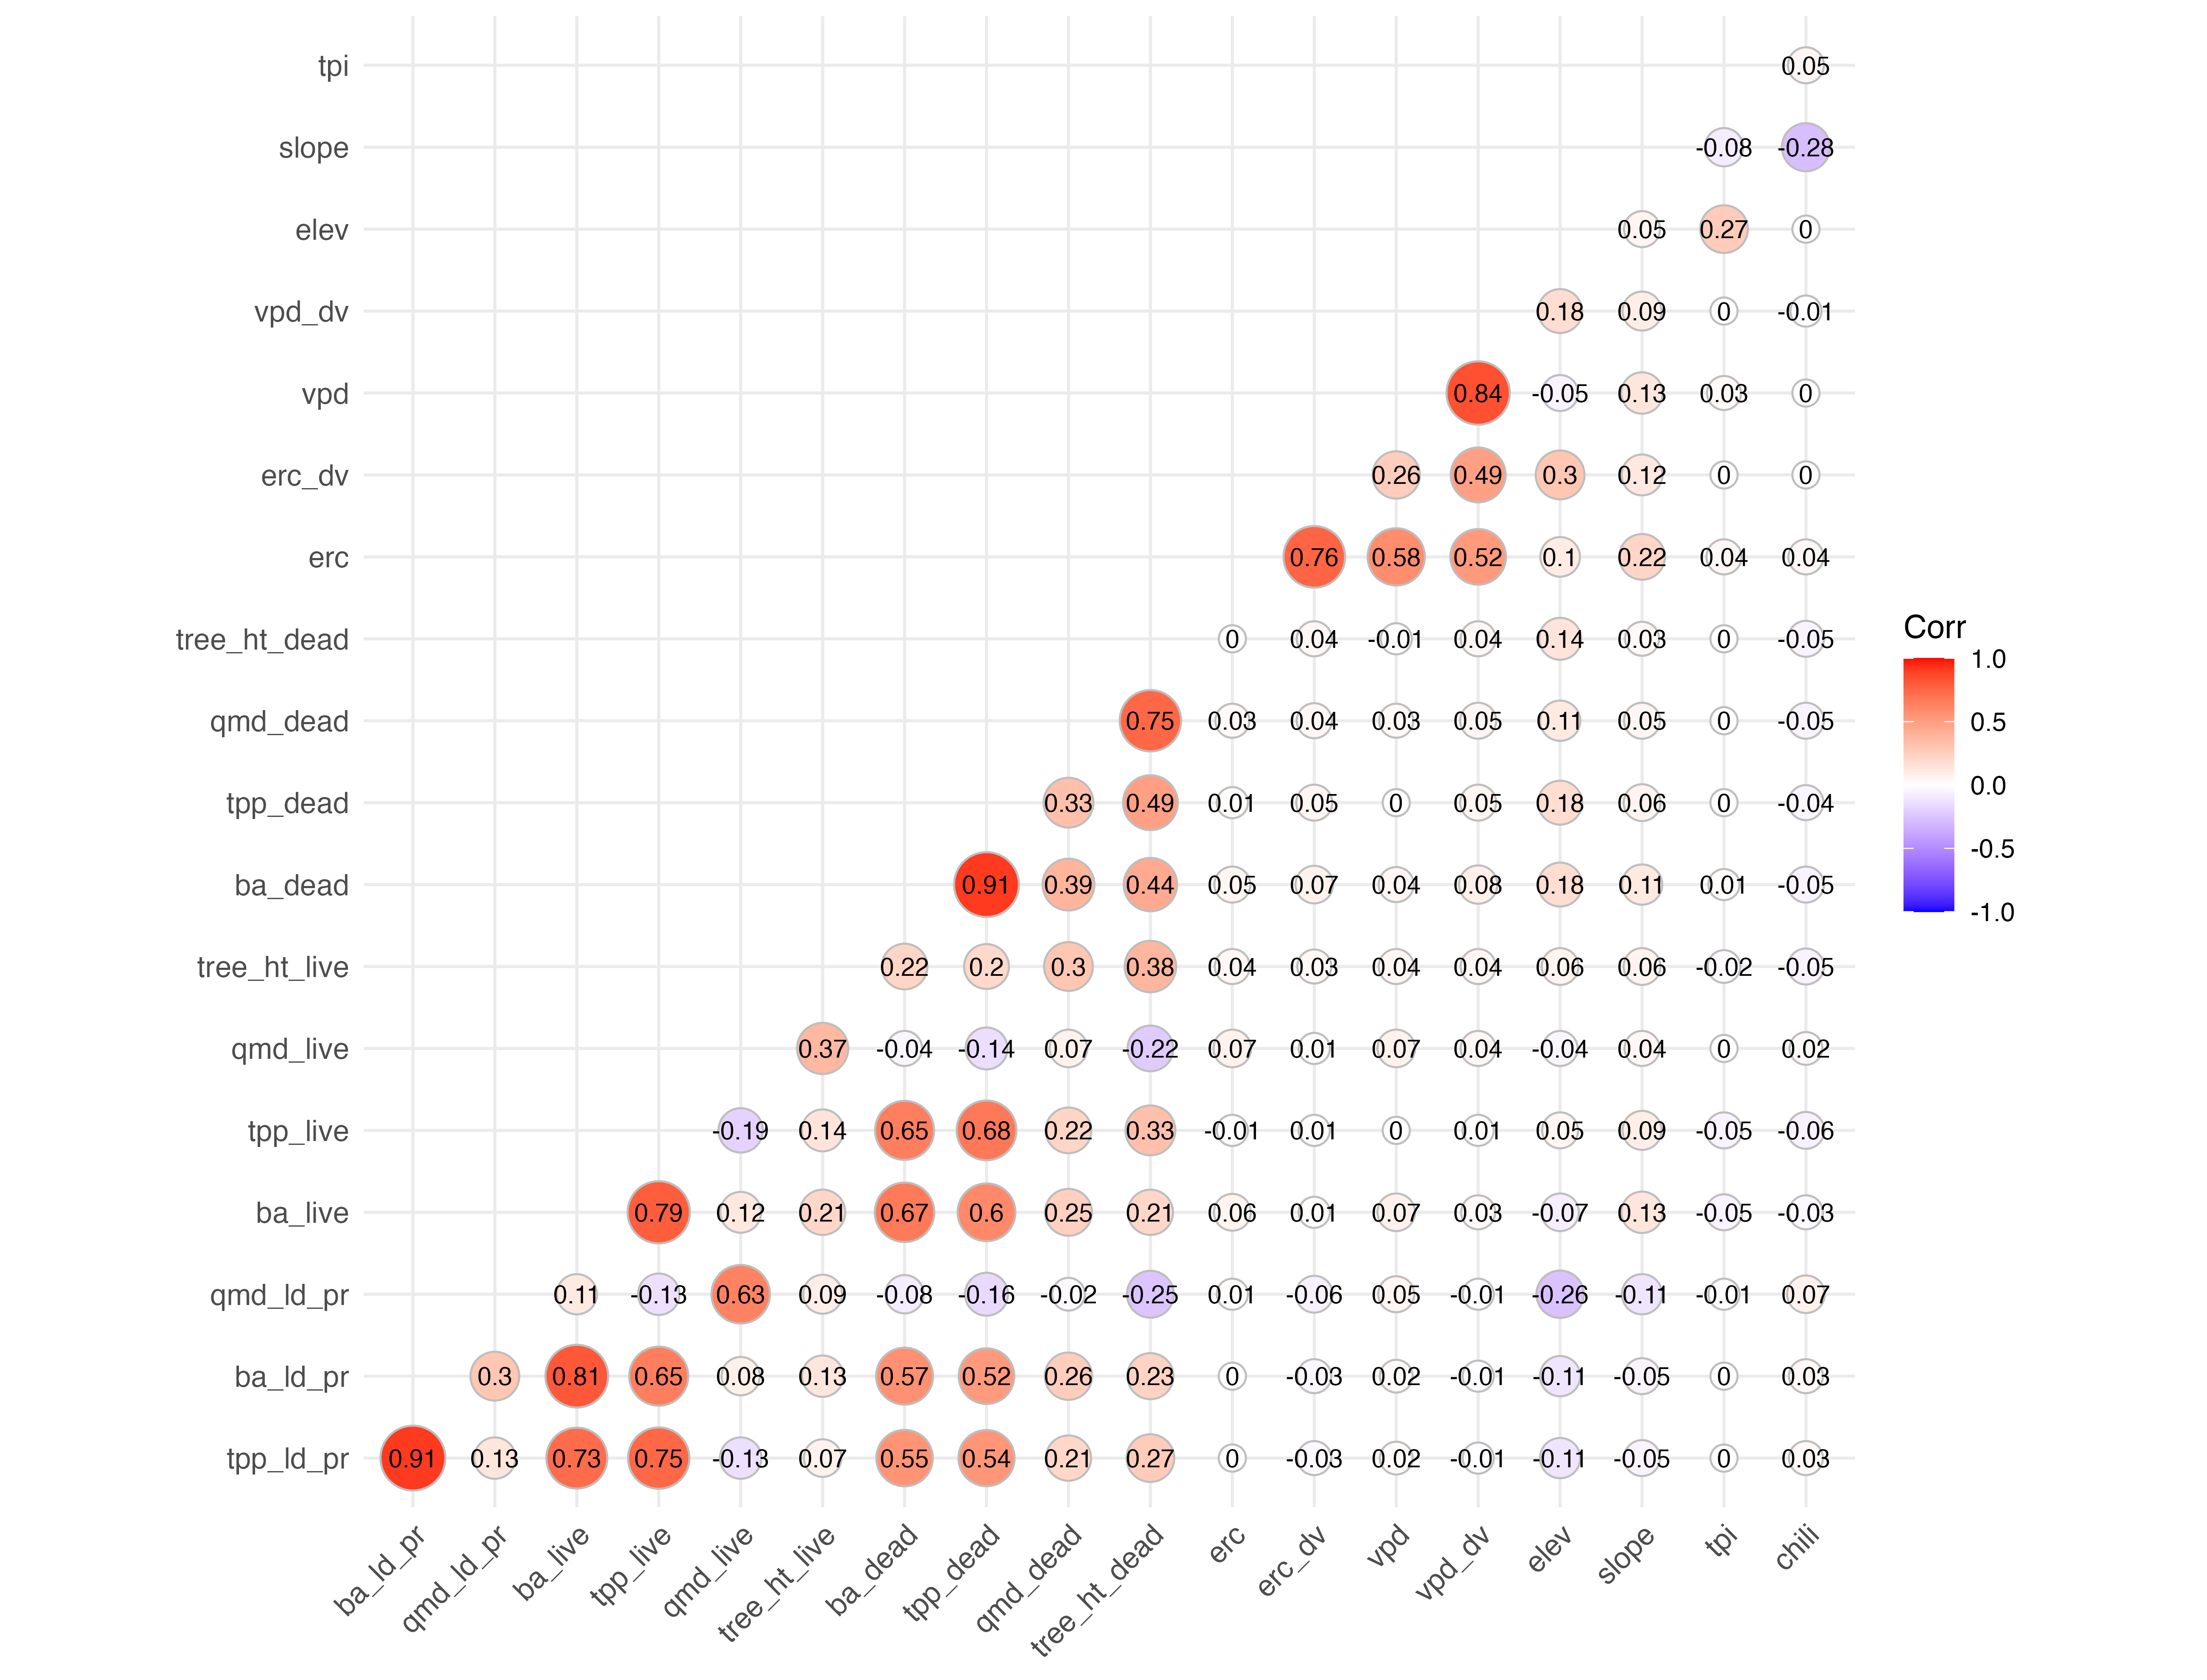 tpi 0.05
slope -0.08 -0.28
elev 0.05 0.27 0
vpd_dv 0.18 0.09 0 -0.01
vpd 0.84 -0.05 0.13 0.03 0
erc_dv 0.26 0.49 0.3 0.12 0 0
erc 0.76 0.58 0.52 0.1 0.22 0.04 0.04
Corr
tree_ht_dead 0 0.04 -0.01 0.04 0.14 0.03 0 -0.05
1.0
qmd_dead 0.75 0.03 0.04 0.03 0.05 0.11 0.05 0 -0.05
0.5
tpp_dead 0.33 0.49 0.01 0.05 0 0.05 0.18 0.06 0 -0.04
0.0
-0.5
ba_dead 0.91 0.39 0.44 0.05 0.07 0.04 0.08 0.18 0.11 0.01 -0.05
-1.0
tree_ht_live 0.22 0.2 0.3 0.38 0.04 0.03 0.04 0.04 0.06 0.06 -0.02 -0.05
qmd_live 0.37 -0.04 -0.14 0.07 -0.22 0.07 0.01 0.07 0.04 -0.04 0.04 0 0.02
tpp_live -0.19 0.14 0.65 0.68 0.22 0.33 -0.01 0.01 0 0.01 0.05 0.09 -0.05 -0.06
ba_live 0.79 0.12 0.21 0.67 0.6 0.25 0.21 0.06 0.01 0.07 0.03 -0.07 0.13 -0.05 -0.03
qmd_ld_pr 0.11 -0.13 0.63 0.09 -0.08 -0.16 -0.02 -0.25 0.01 -0.06 0.05 -0.01 -0.26 -0.11 -0.01 0.07
ba_ld_pr 0.3 0.81 0.65 0.08 0.13 0.57 0.52 0.26 0.23 0 -0.03 0.02 -0.01 -0.11 -0.05 0 0.03
tpp_ld_pr 0.91 0.13 0.73 0.75 -0.13 0.07 0.55 0.54 0.21 0.27 0 -0.03 0.02 -0.01 -0.11 -0.05 0 0.03
ba_ld_pr qmd_ld_pr ba_live tpp_live qmd_live tree_ht_live ba_dead tpp_dead qmd_dead tree_ht_dead erc erc_dv vpd vpd_dv elev slope tpi chili